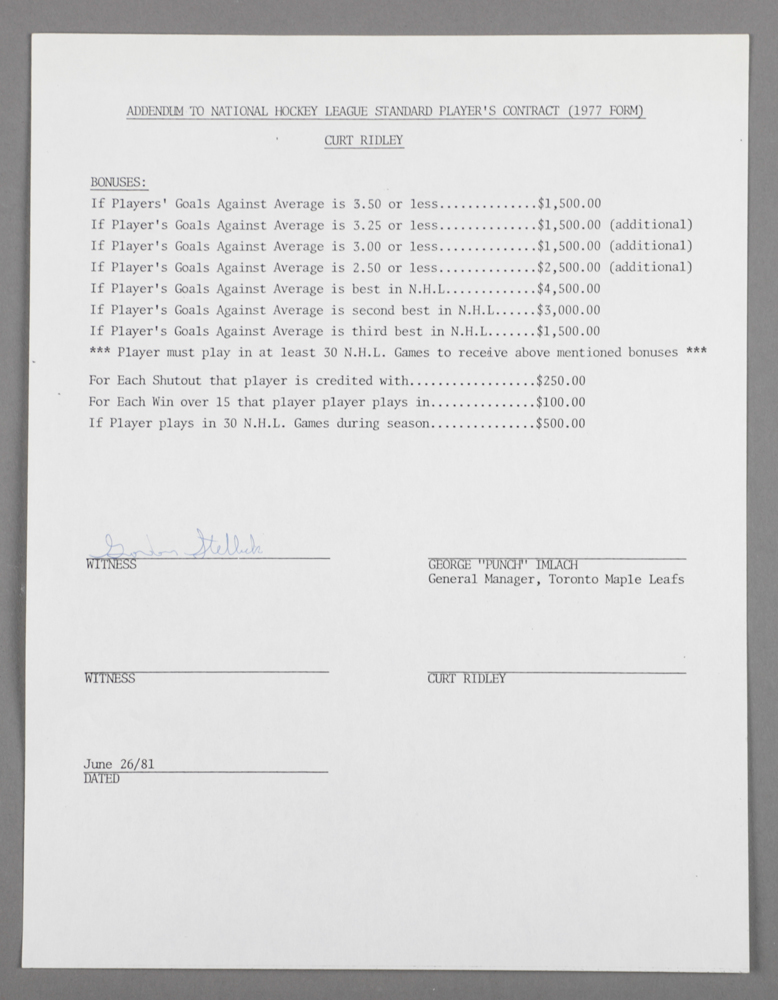 ADDENDUM TO NATIONAL HOCKEY LEAGUE STANDARD PLAYER'S CONTRACT (1977 FORM)
CURT RIDLEY
BONUSES:
If Players' Goals Against Average is 3.50 or less..............$1,500.00
If Player's Goals Against Average is 3.25 or less..............$1,500.00 (additional)
If Player's Goals Against Average is 3.00 or less..............$1,500.00 (additional)
If Player's Goals Against Average is 2.50 or less..............$2,500.00 (additional)
If Player's Goals Against Average is best in N.H.L.............$4,500.00
If Player's Goals Against Average is second best in N.H.L......$3,000.00
If Player's Goals Against Average is third best in N.H.L.......$1,500.00
*** Player must play in at least 30 N.H.L. Games to receive above mentioned bonuses ***
For Each Shutout that player is credited with..................$250.00
For Each Win over 15 that player player plays in...............$100.00
If Player plays in 30 N.H.L. Games during season...............$500.00
Gordon Stellick
WITNESS
GEORGE "PUNCH" IMLACH
General Manager, Toronto Maple Leafs
WITNESS
CURT RIDLEY
June 26/81
DATED